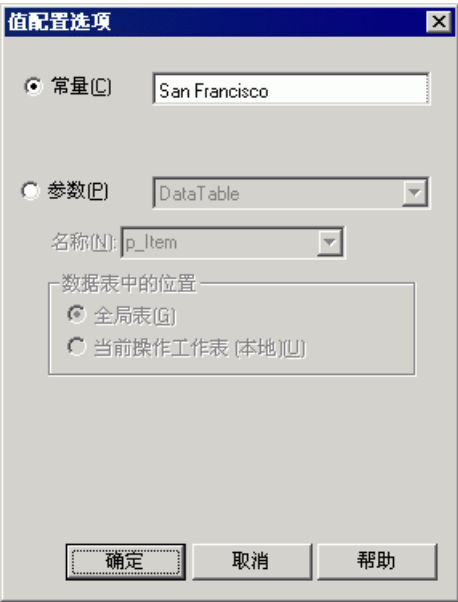 值配置选项
常量(C) San Francisco
参数(P) DataTable
名称(N): p_Item
数据表中的位置
全局表(G)
当前操作工作表 (本地)(U)
确定 取消 帮助